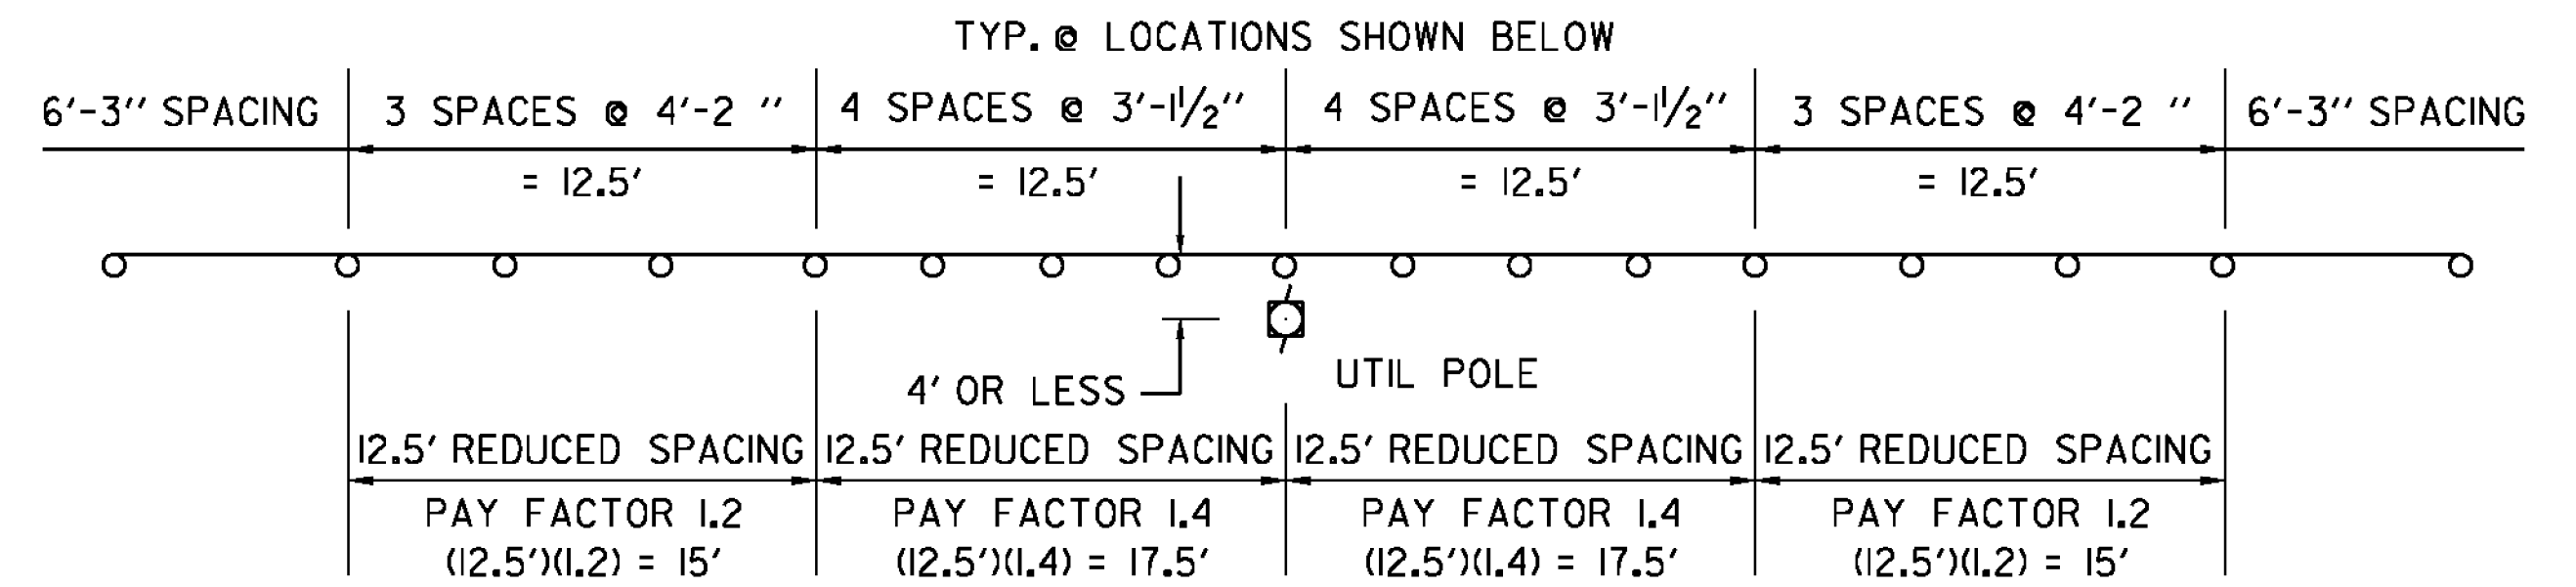 TYP. @ LOCATIONS SHOWN BELOW
6'-3" SPACING 3 SPACES @ 4'-2 " 4 SPACES @ 3'-1 1/2" 4 SPACES @ 3'-1 1/2" 3 SPACES @ 4'-2 " 6'-3" SPACING
= 12.5' = 12.5' = 12.5' = 12.5'
UTIL POLE
4' OR LESS
12.5' REDUCED SPACING 12.5' REDUCED SPACING 12.5' REDUCED SPACING 12.5' REDUCED SPACING
PAY FACTOR 1.2 PAY FACTOR 1.4 PAY FACTOR 1.4 PAY FACTOR 1.2
(12.5')(1.2) = 15' (12.5')(1.4) = 17.5' (12.5')(1.4) = 17.5' (12.5')(1.2) = 15'